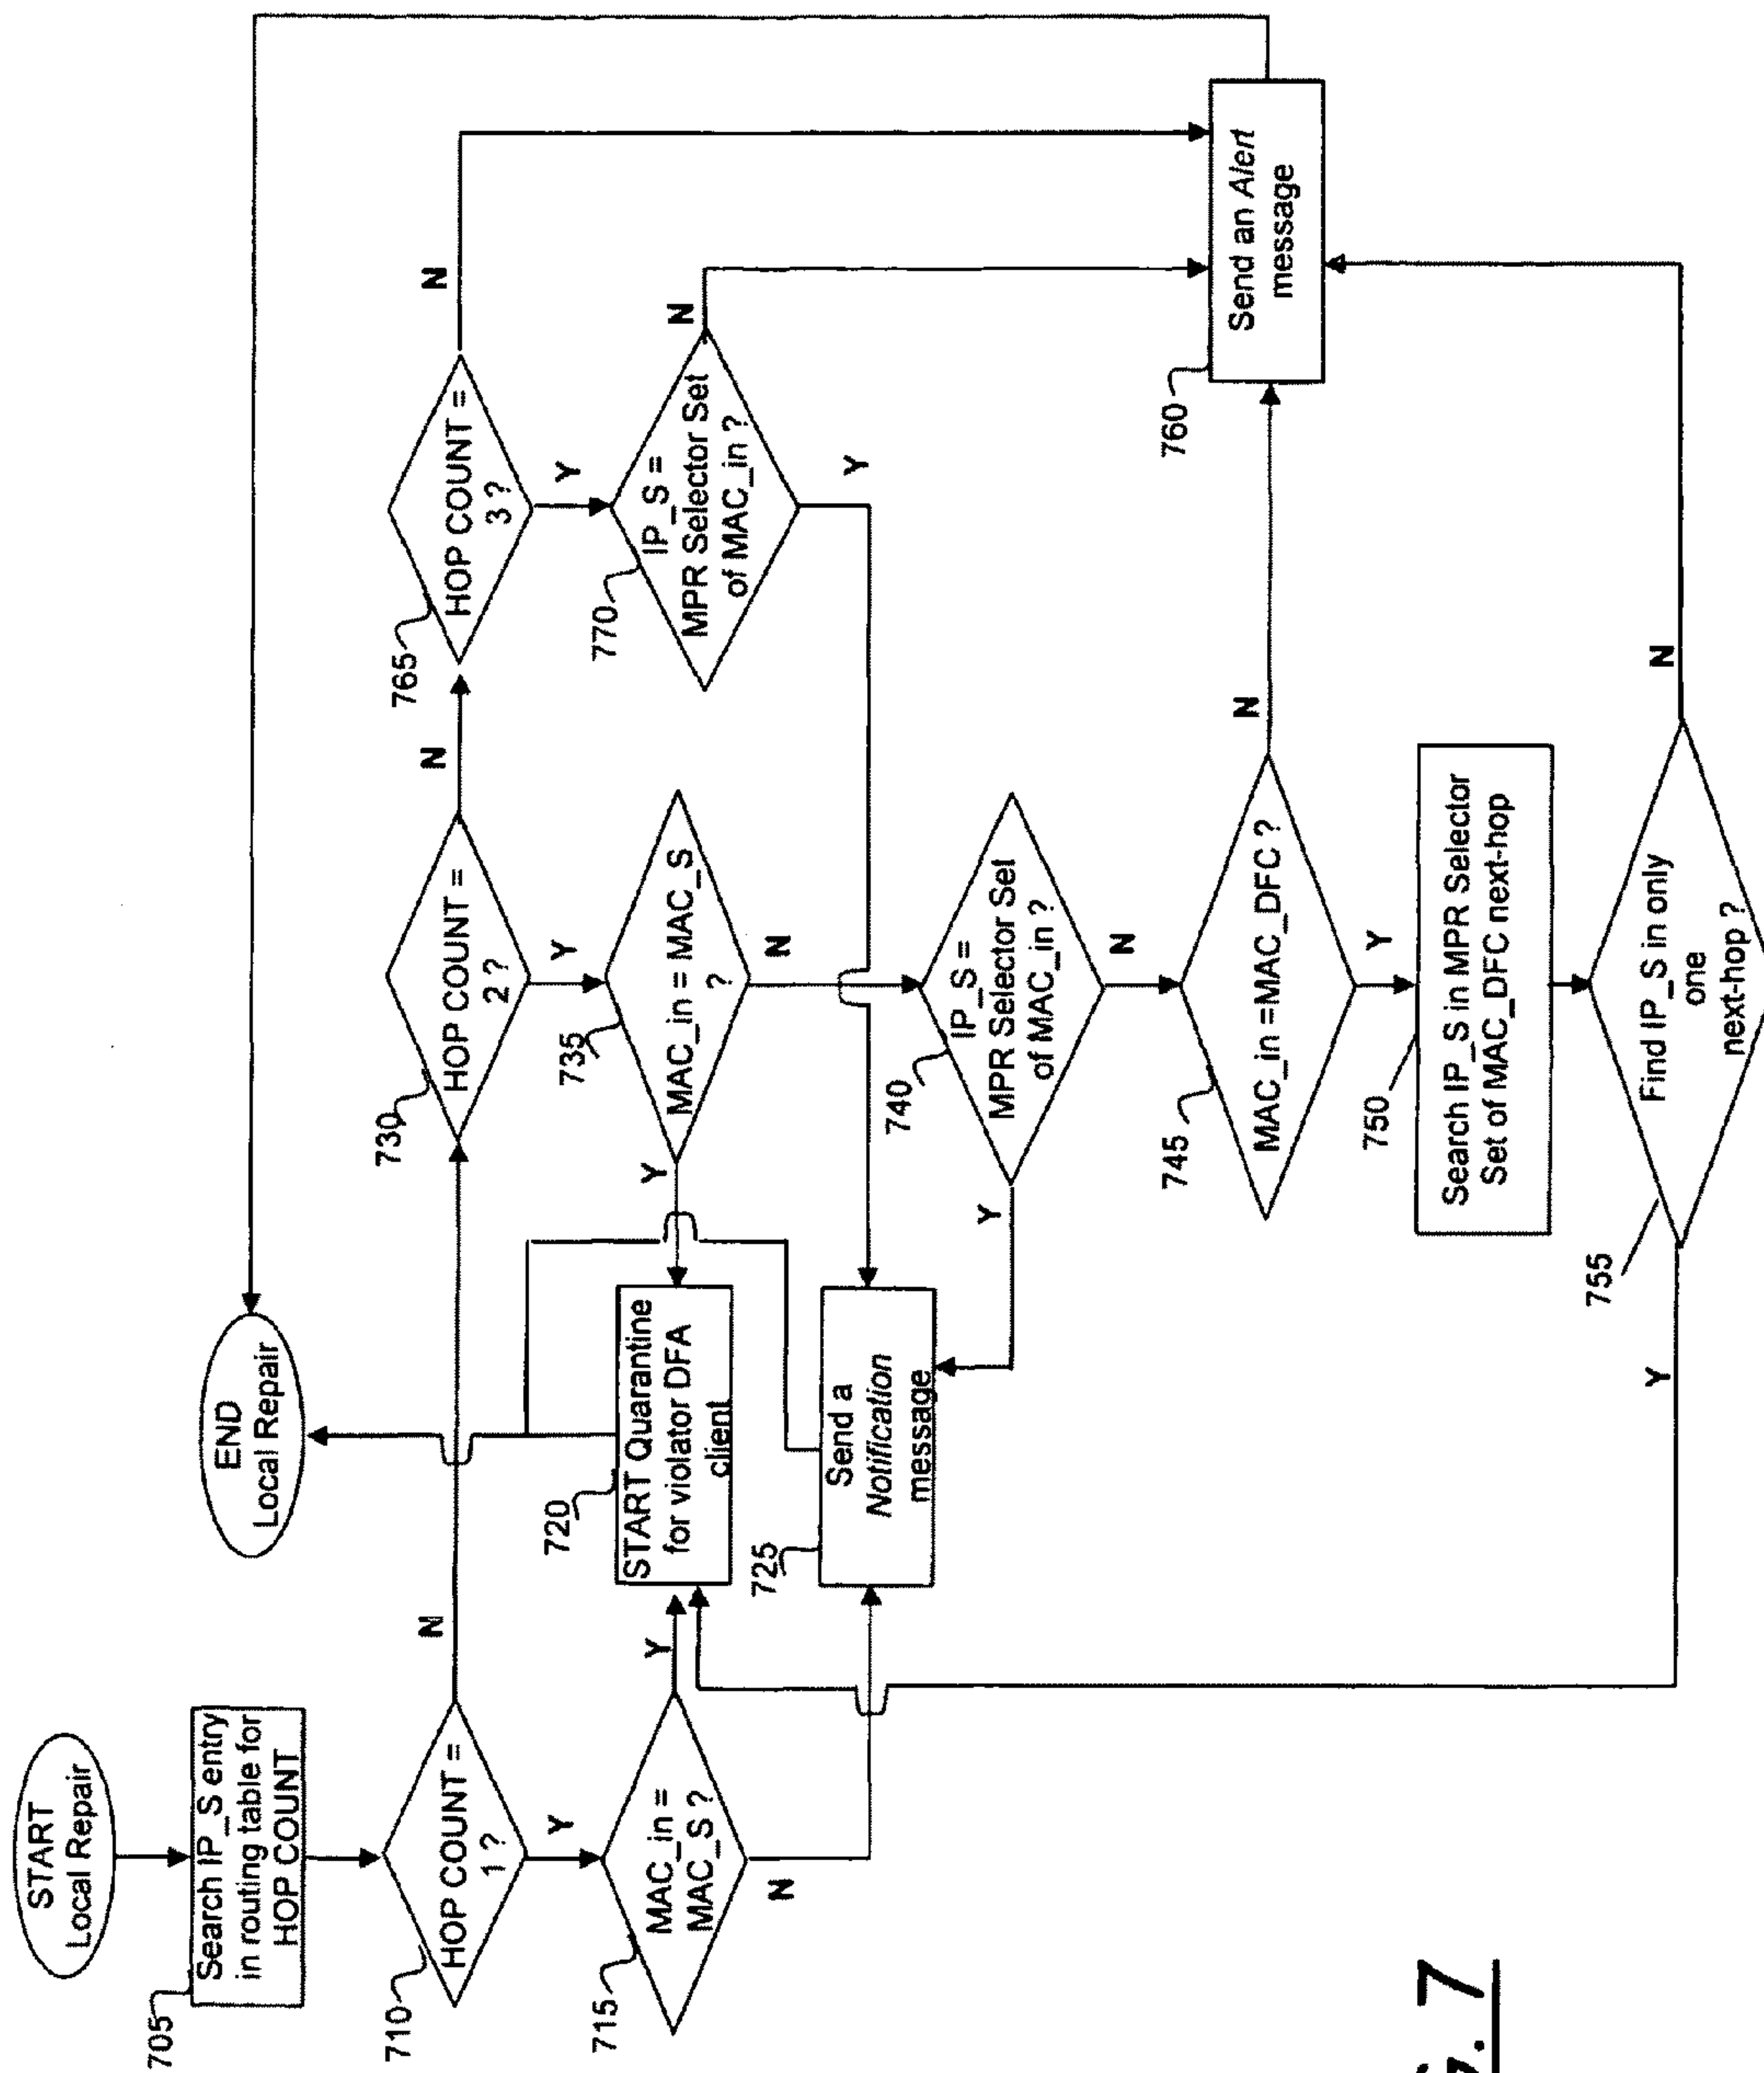 START
Local Repair
705
Search IP_S entry
in routing table for
HOP COUNT
710
HOP COUNT =
1 ?
N
Y
715
MAC_in =
MAC_S ?
Y
N
END
Local Repair
720
START Quarantine
for violator DFA
client
725
Send a
Notification
message
730
HOP COUNT =
2 ?
N
Y
735
MAC_in = MAC_S
?
Y
N
740
IP_S =
MPR Selector Set
of MAC_in ?
Y
N
745
MAC_in =MAC_DFC ?
N
Y
750
Search IP_S in MPR Selector
Set of MAC_DFC next-hop
755
Find IP_S in only
one
next-hop ?
Y
N
765
HOP COUNT =
3 ?
N
Y
770
IP_S =
MPR Selector Set
of MAC_in ?
N
Y
760
Send an Alert
message
G. 7